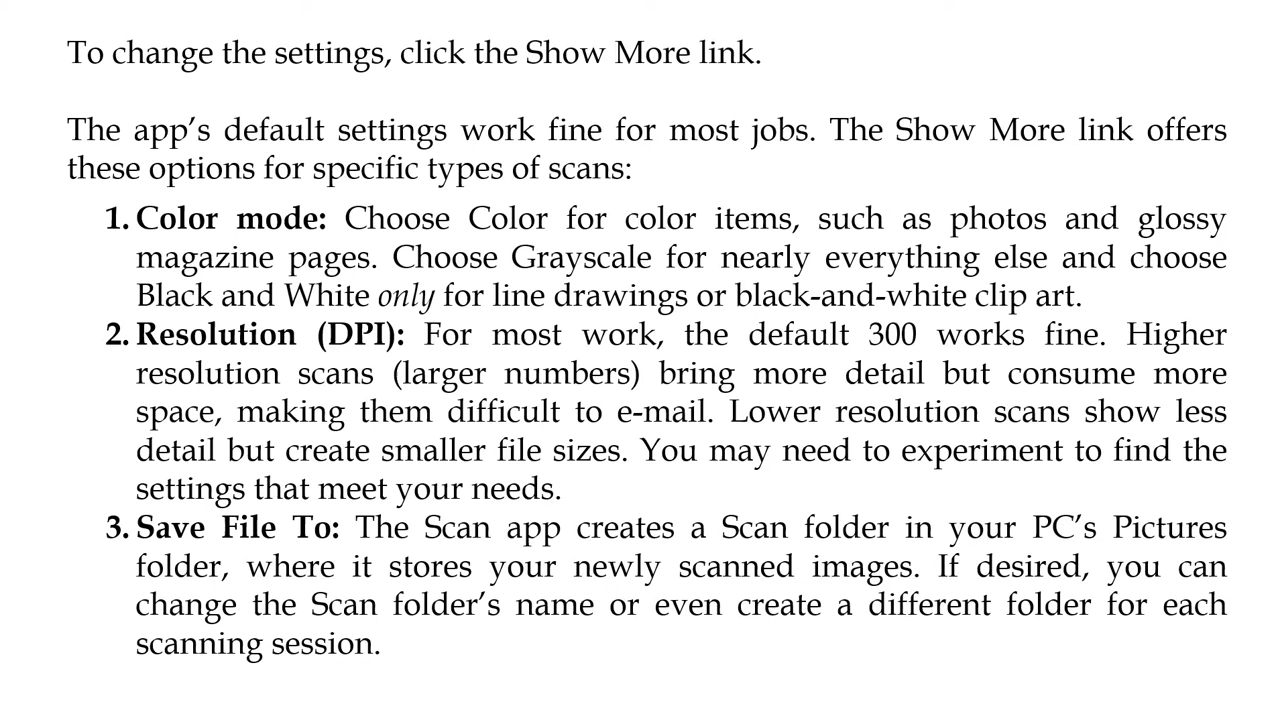 To change the settings, click the Show More link.
The app’s default settings work fine for most jobs. The Show More link offers
these options for specific types of scans:
1. Color mode: Choose Color for color items, such as photos and glossy
magazine pages. Choose Grayscale for nearly everything else and choose
Black and White only for line drawings or black-and-white clip art.
2. Resolution (DPI): For most work, the default 300 works fine. Higher
resolution scans (larger numbers) bring more detail but consume more
space, making them difficult to e-mail. Lower resolution scans show less
detail but create smaller file sizes. You may need to experiment to find the
settings that meet your needs.
3. Save File To: The Scan app creates a Scan folder in your PC’s Pictures
folder, where it stores your newly scanned images. If desired, you can
change the Scan folder’s name or even create a different folder for each
scanning session.